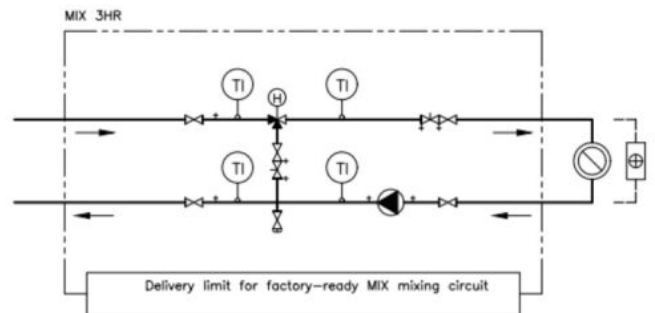 MIX 3HR
TI TI
H
TI TI
Delivery limit for factory-ready MIX mixing circuit